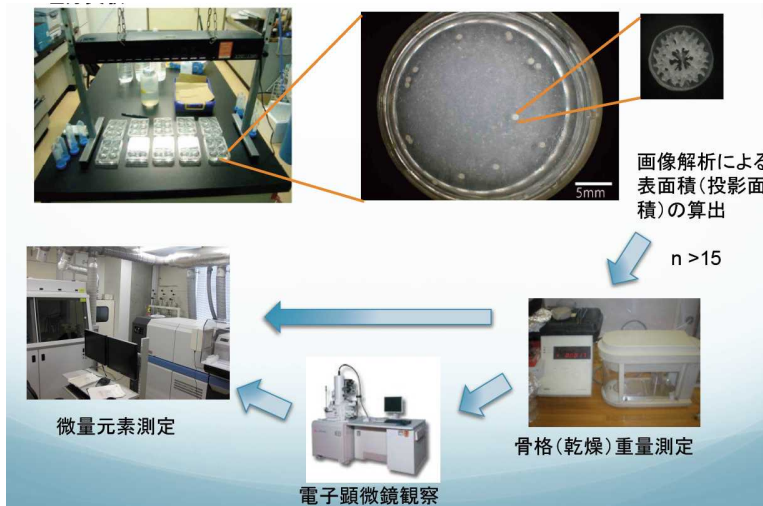 5mm
画像解析による
表面積(投影面
積)の算出
n >15
微量元素測定
骨格(乾燥)重量測定
電子顕微鏡観察